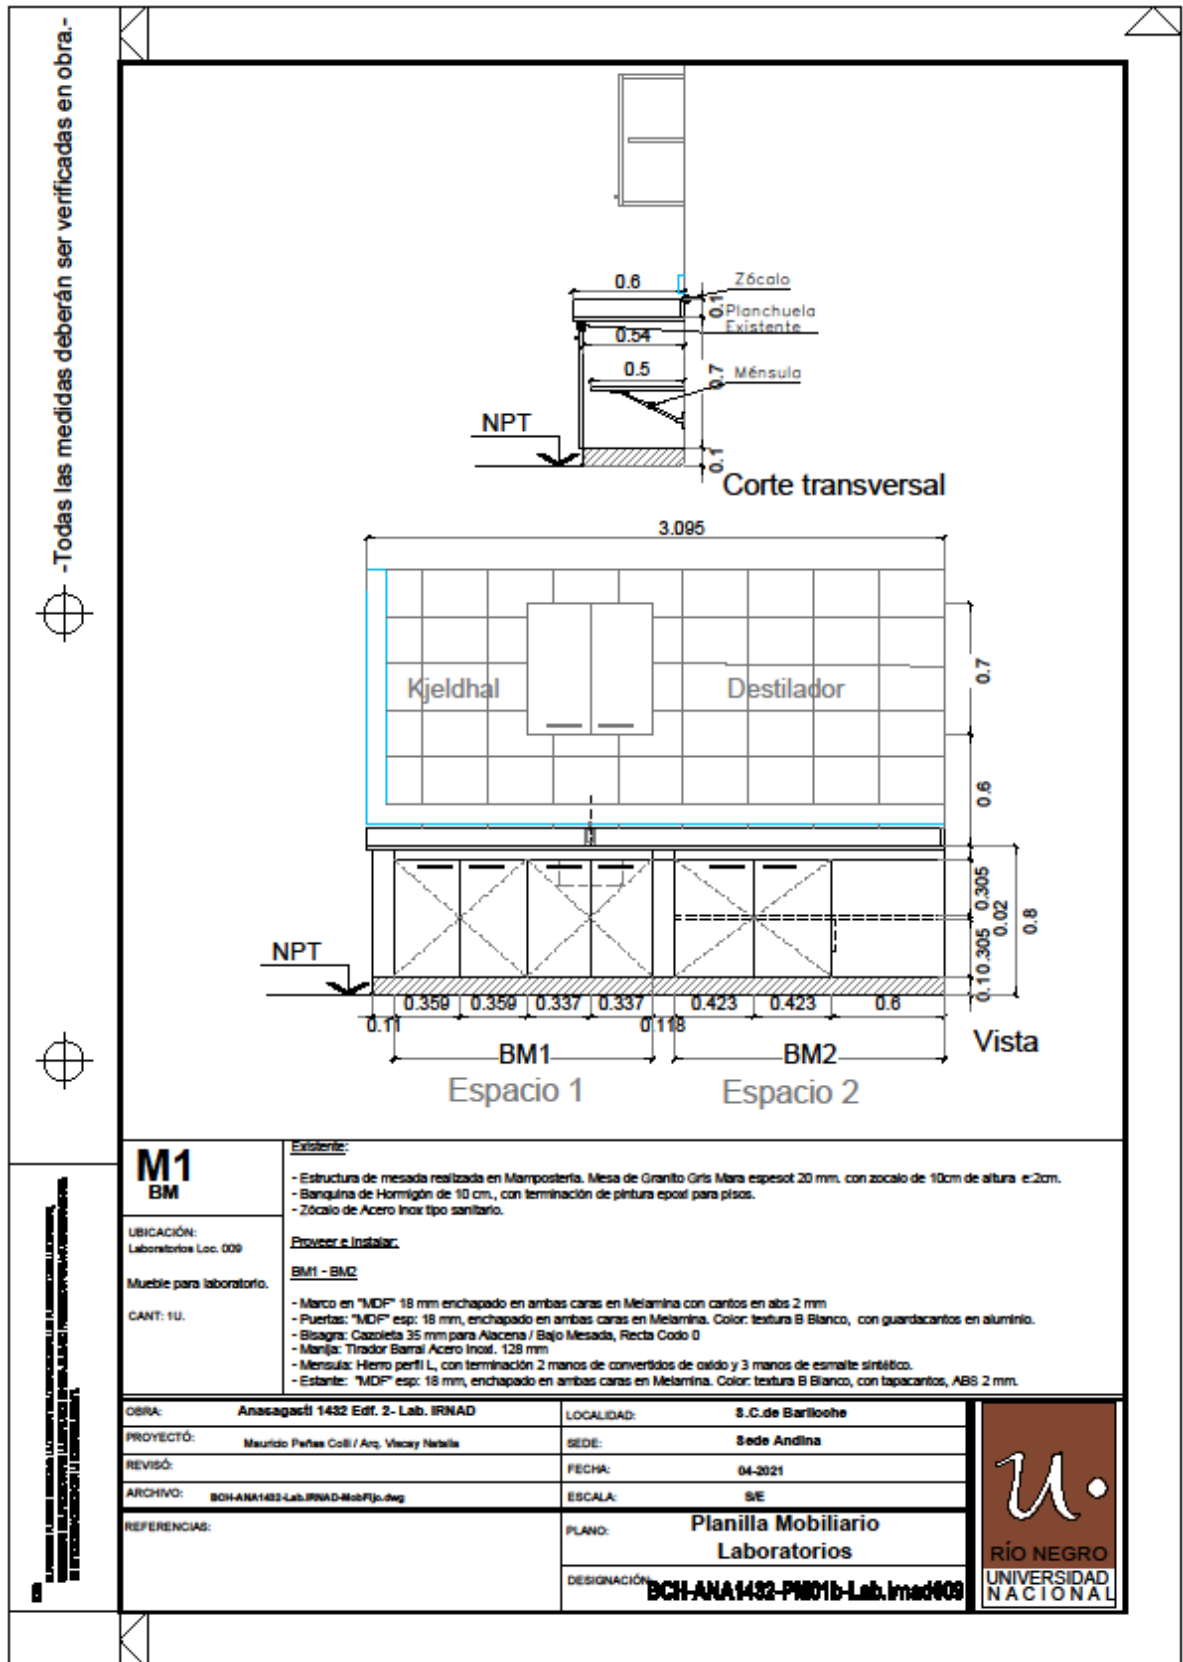 -Todas las medidas deberán ser verificadas en obra.-
0.6
Zócalo
0.1
Planchuela
Existente
0.54
0.5
0.7
Ménsula
NPT
0.1
Corte transversal
3.095
Kjeldhal
Destilador
0.7
0.6
0.305
0.02
0.8
0.305
0.1
NPT
0.359
0.359
0.337
0.337
0.423
0.423
0.6
0.11
0.118
Vista
BM1
BM2
Espacio 1
Espacio 2
M1
BM
UBICACIÓN:
Laboratorios Loc. 009
Mueble para laboratorio.
CANT: 1U.
Existente:
- Estructura de mesada realizada en Mampostería. Mesa de Granito Gris Mara espesot 20 mm. con zocalo de 10cm de altura e:2cm.
- Banquina de Hormigón de 10 cm., con terminación de pintura epoxi para pisos.
- Zócalo de Acero Inox tipo sanitario.
Proveer e Instalar:
BM1 - BM2
- Marco en "MDF" 18 mm enchapado en ambas caras en Melamina con cantos en abs 2 mm
- Puertas: "MDF" esp: 18 mm, enchapado en ambas caras en Melamina. Color: textura B Blanco, con guardacantos en aluminio.
- Bisagra: Cazoleta 35 mm para Alacena / Bajo Mesada, Recta Codo 0
- Manija: Tirador Barral Acero Inoxi. 128 mm
- Mensula: Hierro perfil L, con terminación 2 manos de convertidos de oxido y 3 manos de esmalte sintético.
- Estante: "MDF" esp: 18 mm, enchapado en ambas caras en Melamina. Color: textura B Blanco, con tapacantos, ABS 2 mm.
OBRA: Anasagasti 1432 Edf. 2- Lab. IRNAD
LOCALIDAD: S.C.de Bariloche
PROYECTÓ: Mauricio Peñas Colli / Arq. Viscay Natalia
SEDE: Sede Andina
REVISÓ:
FECHA: 04-2021
ARCHIVO: BCH-ANA1432-Lab.IRNAD-MobFijo.dwg
ESCALA: S/E
REFERENCIAS:
PLANO: Planilla Mobiliario
Laboratorios
DESIGNACIÓN: BCH-ANA1432-PM01b-Lab.Irnad009
RÍO NEGRO
UNIVERSIDAD
NACIONAL